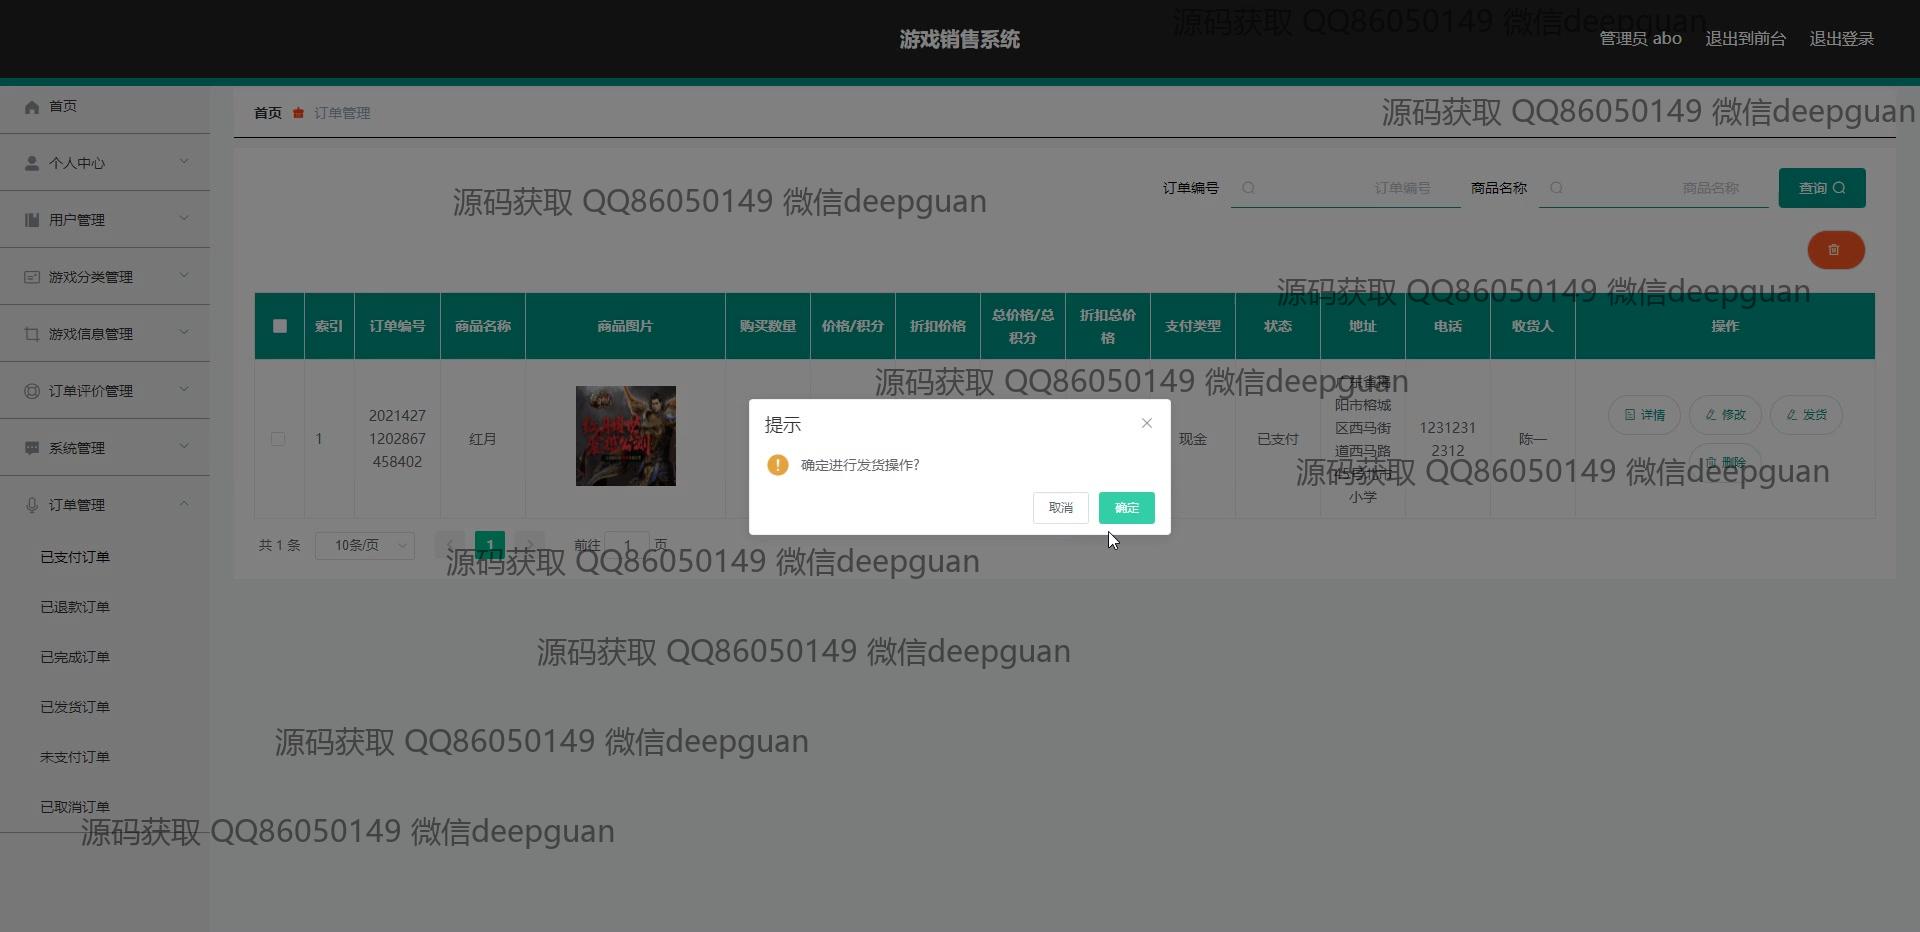 游戏销售系统
源码获取 QQ86050149 微信deepguan
管理员 abo
退出到前台
退出登录
首页
个人中心
用户管理
游戏分类管理
游戏信息管理
订单评价管理
系统管理
订单管理
已支付订单
已退款订单
已完成订单
已发货订单
未支付订单
已取消订单
首页 订单管理
源码获取 QQ86050149 微信deepguan
订单编号 订单编号 商品名称 商品名称 查询
源码获取 QQ86050149 微信deepguan
源码获取 QQ86050149 微信deepguan
索引 订单编号 商品名称 商品图片 购买数量 价格/积分 折扣价格 总价格/总积分 折扣总价格 支付类型 状态 地址 电话 收货人 操作
源码获取 QQ86050149 微信deepguan
1
2021427
1202867
458402
红月
现金
已支付
阳市榕城
区西马街
道西马路
小学
1231231
2312
陈一
详情 修改 发货
删除
源码获取 QQ86050149 微信deepguan
提示
确定进行发货操作?
取消 确定
共 1 条 10条/页 1 前往 1 页
源码获取 QQ86050149 微信deepguan
源码获取 QQ86050149 微信deepguan
源码获取 QQ86050149 微信deepguan
源码获取 QQ86050149 微信deepguan